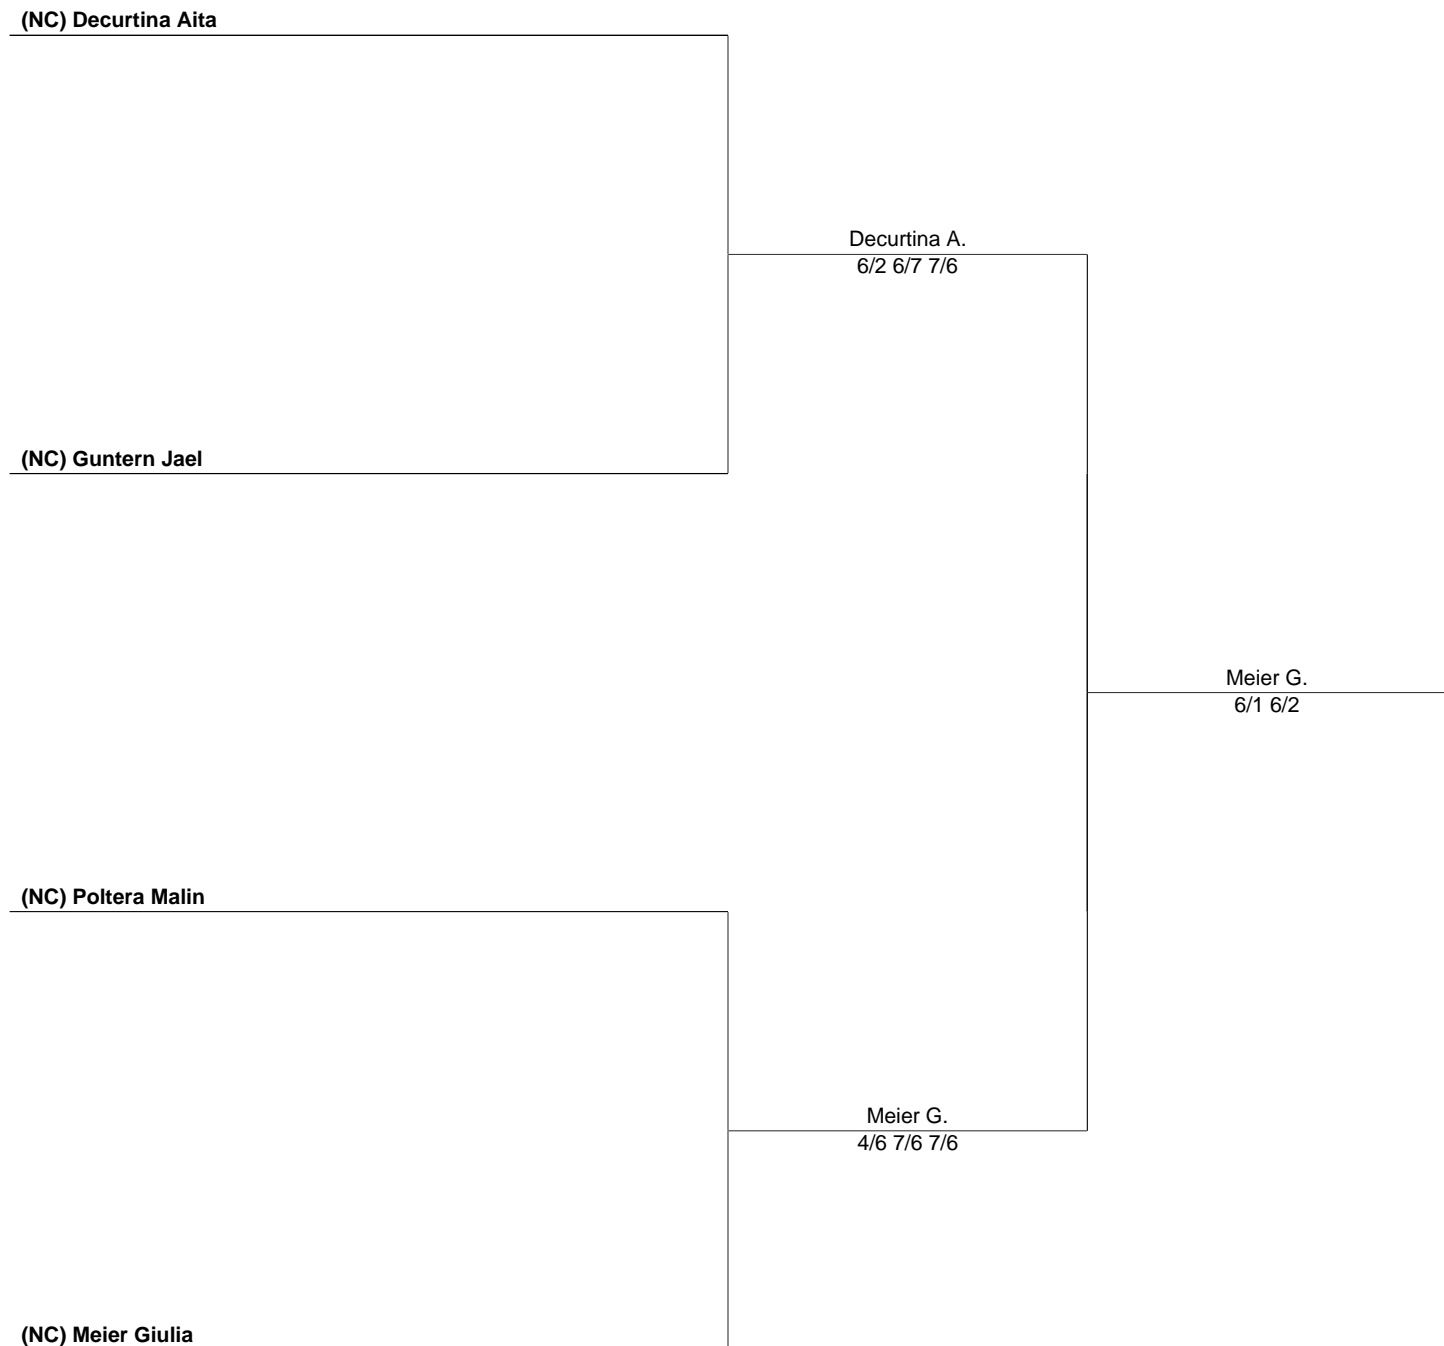 (NC) Decurtina Aita
Decurtina A.
6/2 6/7 7/6
(NC) Guntern Jael
Meier G.
6/1 6/2
(NC) Poltera Malin
Meier G.
4/6 7/6 7/6
(NC) Meier Giulia